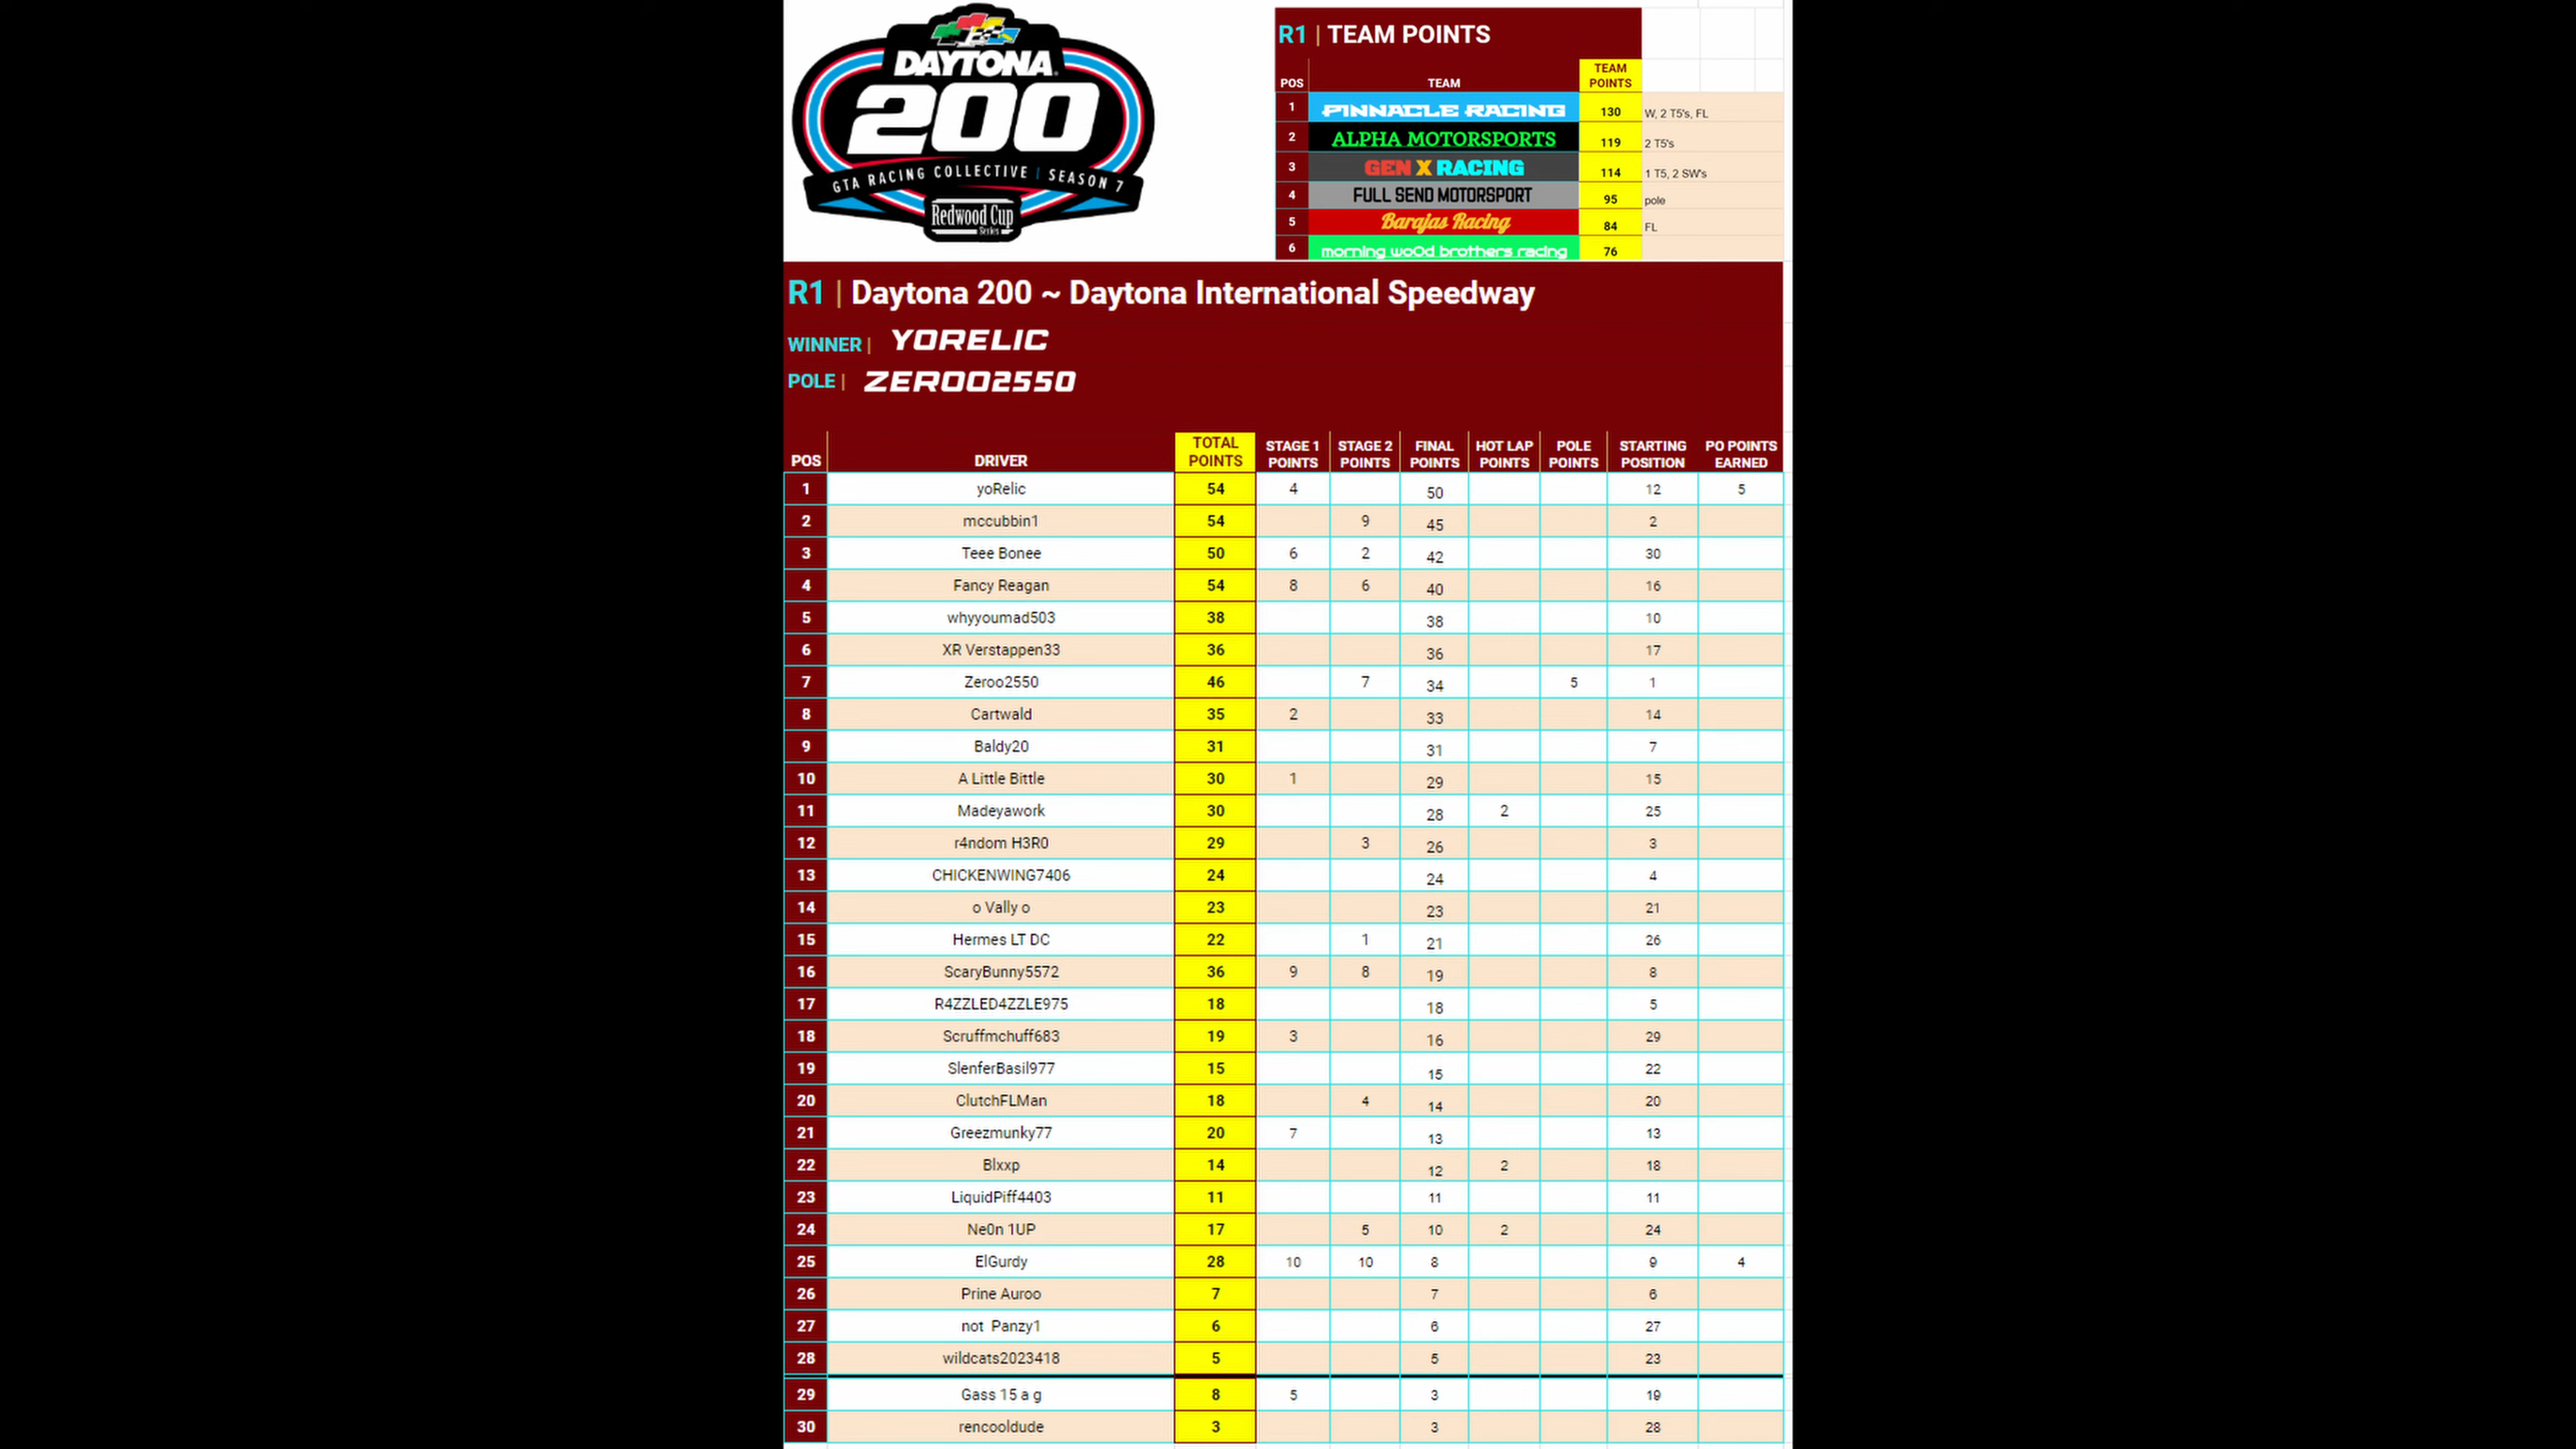 DAYTONA
200
GTA RACING COLLECTIVE | SEASON 7
Redwood Cup
Series
R1 | TEAM POINTS
POS TEAM TEAM POINTS
1 PINNACLE RACING 130 W, 2 T5's, FL
2 ALPHA MOTORSPORTS 119 2 T5's
3 GEN X RACING 114 1 T5, 2 SW's
4 FULL SEND MOTORSPORT 95 pole
5 Barajas Racing 84 FL
6 morning wo0d brothers racing 76
R1 | Daytona 200 ~ Daytona International Speedway
WINNER | YORELIC
POLE | ZEROO2550
POS DRIVER TOTAL POINTS STAGE 1 POINTS STAGE 2 POINTS FINAL POINTS HOT LAP POINTS POLE POINTS STARTING POSITION PO POINTS EARNED
1 yoRelic 54 4 50 12 5
2 mccubbin1 54 9 45 2
3 Teee Bonee 50 6 2 42 30
4 Fancy Reagan 54 8 6 40 16
5 whyyoumad503 38 38 10
6 XR Verstappen33 36 36 17
7 Zeroo2550 46 7 34 5 1
8 Cartwald 35 2 33 14
9 Baldy20 31 31 7
10 A Little Bittle 30 1 29 15
11 Madeyawork 30 28 2 25
12 r4ndom H3R0 29 3 26 3
13 CHICKENWING7406 24 24 4
14 o Vally o 23 23 21
15 Hermes LT DC 22 1 21 26
16 ScaryBunny5572 36 9 8 19 8
17 R4ZZLED4ZZLE975 18 18 5
18 Scruffmchuff683 19 3 16 29
19 SlenferBasil977 15 15 22
20 ClutchFLMan 18 4 14 20
21 Greezmunky77 20 7 13 13
22 Blxxp 14 12 2 18
23 LiquidPiff4403 11 11 11
24 Ne0n 1UP 17 5 10 2 24
25 ElGurdy 28 10 10 8 9 4
26 Prine Auroo 7 7 6
27 not Panzy1 6 6 27
28 wildcats2023418 5 5 23
29 Gass 15 a g 8 5 3 19
30 rencooldude 3 3 28